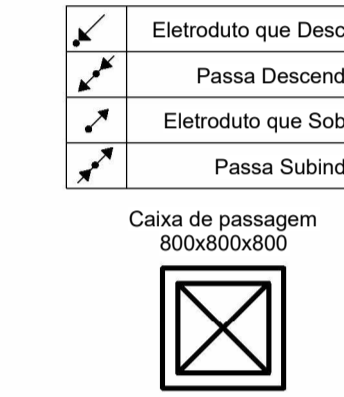 Eletroduto que Desc
Passa Descend
Eletroduto que Sob
Passa Subind
Caixa de passagem
800x800x800